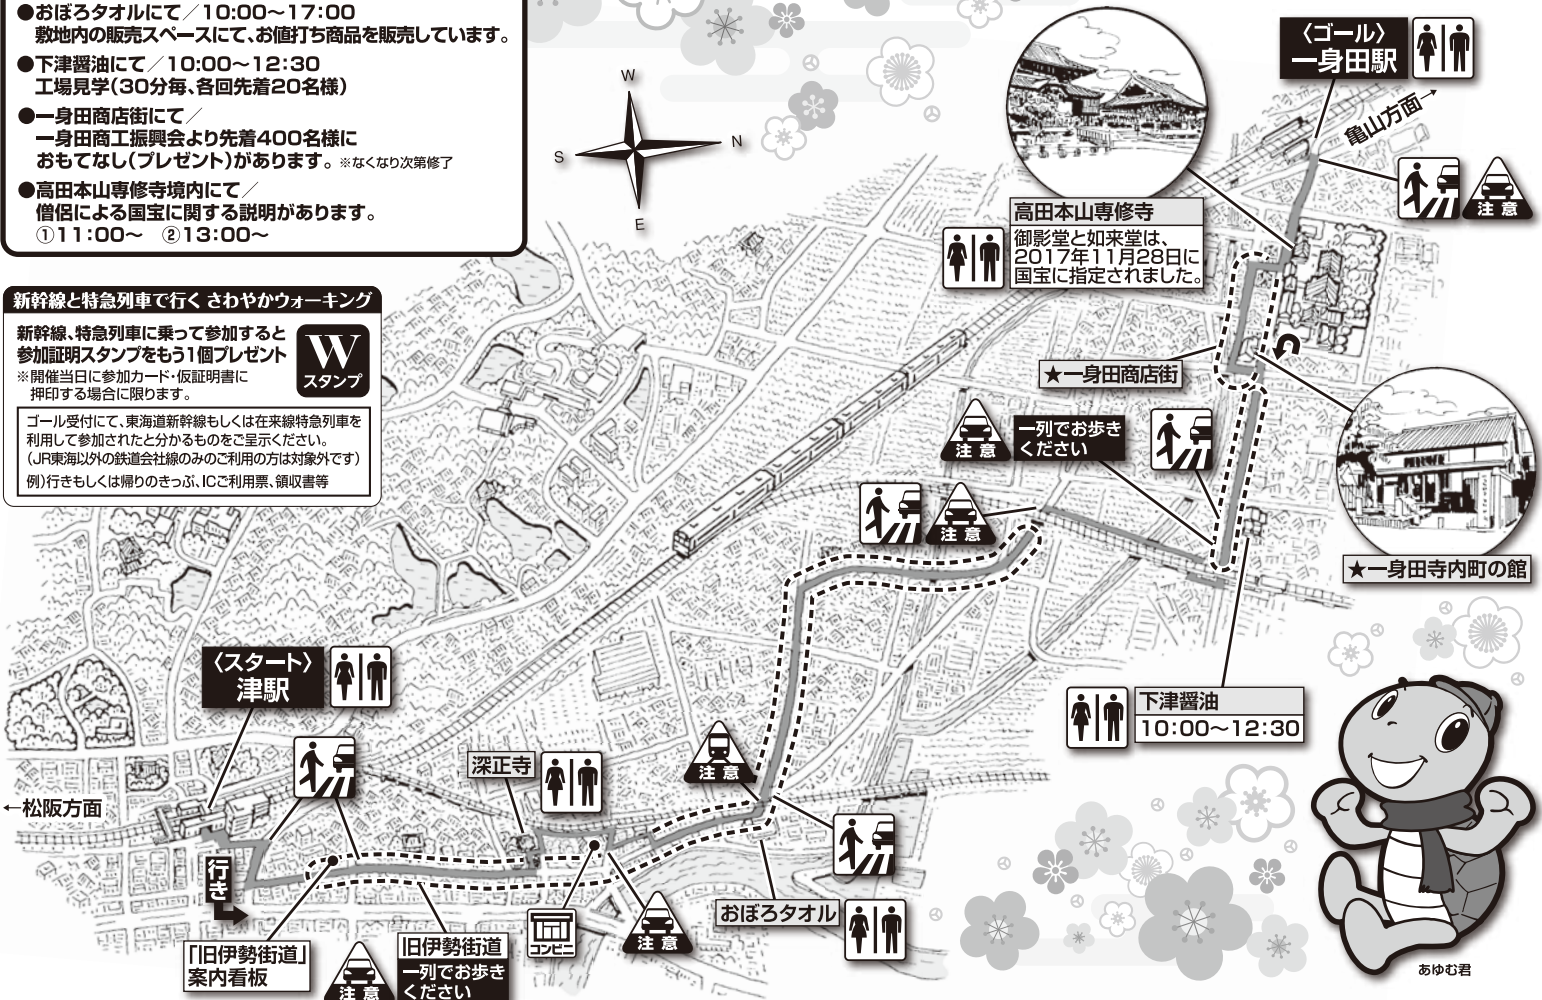 ●おぼろタオルにて／10:00〜17:00
敷地内の販売スペースにて、お値打ち商品を販売しています。
●下津醤油にて／10:00〜12:30
工場見学(30分毎、各回先着20名様)
●一身田商店街にて／
一身田商工振興会より先着400名様に
おもてなし(プレゼント)があります。※なくなり次第修了
●高田本山専修寺境内にて／
僧侶による国宝に関する説明があります。
①11:00〜 ②13:00〜
新幹線と特急列車で行く さわやかウォーキング
新幹線、特急列車に乗って参加すると
参加証明スタンプをもう1個プレゼント
※開催当日に参加カード・仮証明書に
押印する場合に限ります。
W
スタンプ
ゴール受付にて、東海道新幹線もしくは在来線特急列車を
利用して参加されたと分かるものをご呈示ください。
(JR東海以外の鉄道会社線のみのご利用の方は対象外です)
例)行きもしくは帰りのきっぷ、ICご利用票、領収書等
W
S
N
E
〈ゴール〉
一身田駅
亀山方面→
注意
高田本山専修寺
御影堂と如来堂は、
2017年11月28日に
国宝に指定されました。
★一身田商店街
注意
一列でお歩き
ください
注意
★一身田寺内町の館
下津醤油
10:00〜12:30
〈スタート〉
津駅
←松阪方面
行き
深正寺
注意
「旧伊勢街道」
案内看板
注意
旧伊勢街道
一列でお歩き
ください
コンビニ
注意
おぼろタオル
あゆむ君